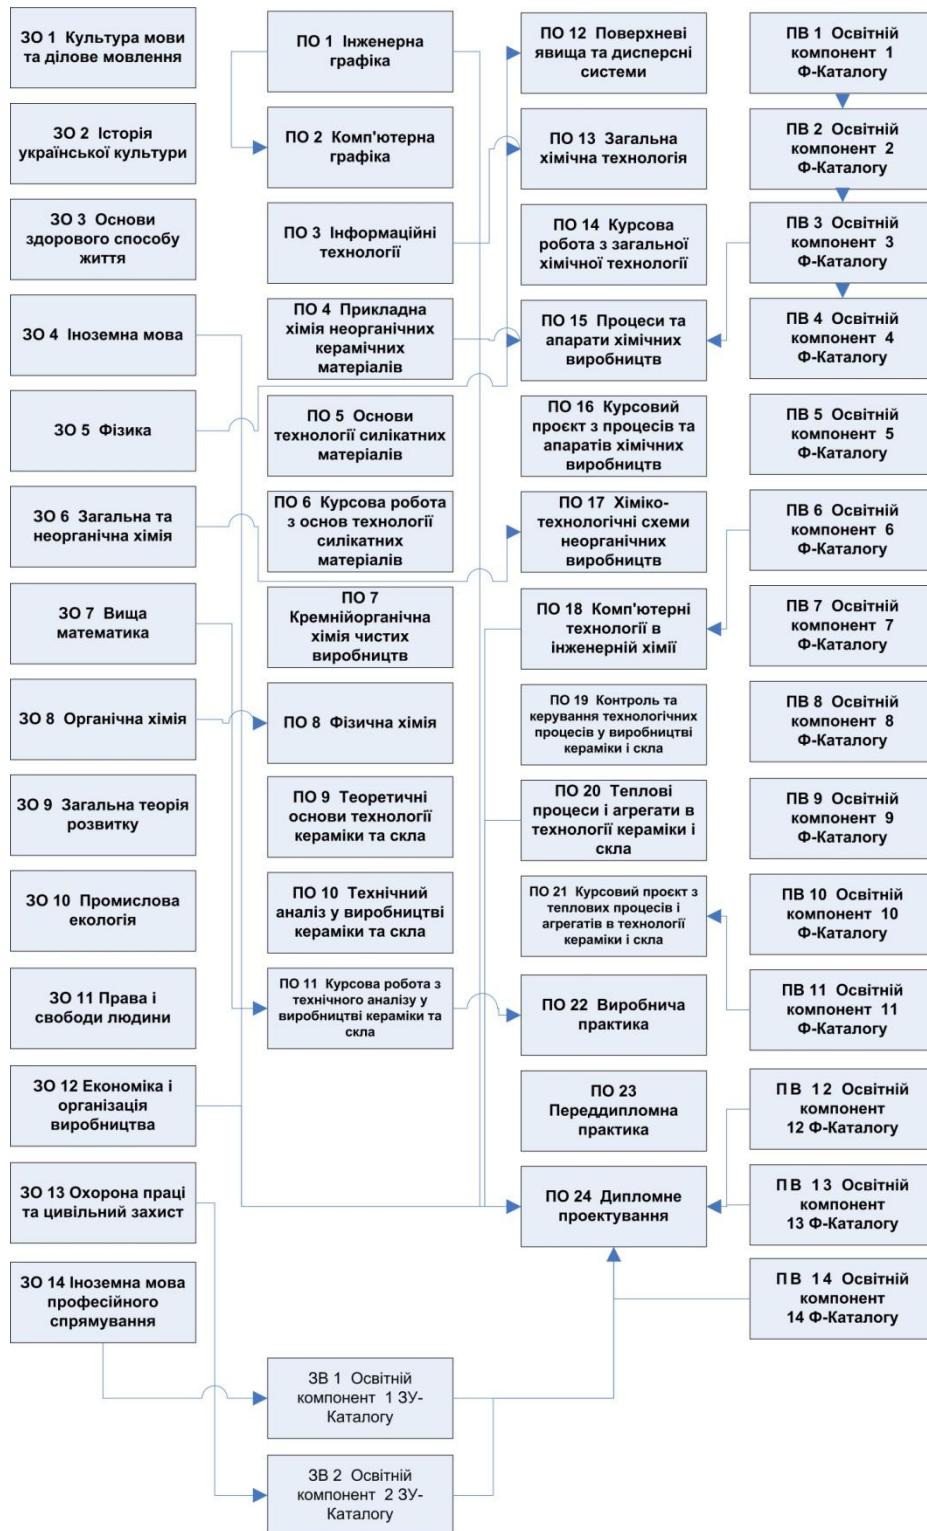 ЗО 1 Культура мови
та ділове мовлення
ЗО 2 Історія
української культури
ЗО 3 Основи
здорового способу
життя
ЗО 4 Іноземна мова
ЗО 5 Фізика
ЗО 6 Загальна та
неорганічна хімія
ЗО 7 Вища
математика
ЗО 8 Органічна хімія
ЗО 9 Загальна теорія
розвитку
ЗО 10 Промислова
екологія
ЗО 11 Права і
свободи людини
ЗО 12 Економіка і
організація
виробництва
ЗО 13 Охорона праці
та цивільний захист
ЗО 14 Іноземна мова
професійного
спрямування
ПО 1 Інженерна
графіка
ПО 2 Комп'ютерна
графіка
ПО 3 Інформаційні
технології
ПО 4 Прикладна
хімія неорганічних
керамічних
матеріалів
ПО 5 Основи
технології силікатних
матеріалів
ПО 6 Курсова робота
з основ технології
силікатних
матеріалів
ПО 7
Кремнійорганічна
хімія чистих
виробництв
ПО 8 Фізична хімія
ПО 9 Теоретичні
основи технології
кераміки та скла
ПО 10 Технічний
аналіз у виробництві
кераміки та скла
ПО 11 Курсова робота з
технічного аналізу у
виробництві кераміки та
скла
ЗВ 1 Освітній
компонент 1 ЗУ-
Каталогу
ЗВ 2 Освітній
компонент 2 ЗУ-
Каталогу
ПО 12 Поверхневі
явища та дисперсні
системи
ПО 13 Загальна
хімічна технологія
ПО 14 Курсова
робота з загальної
хімічної технології
ПО 15 Процеси та
апарати хімічних
виробництв
ПО 16 Курсовий
проєкт з процесів та
апаратів хімічних
виробництв
ПО 17 Хіміко-
технологічні схеми
неорганічних
виробництв
ПО 18 Комп'ютерні
технології в
інженерній хімії
ПО 19 Контроль та
керування технологічних
процесів у виробництві
кераміки і скла
ПО 20 Теплові
процеси і агрегати в
технології кераміки і
скла
ПО 21 Курсовий проєкт з
теплових процесів і
агрегатів в технології
кераміки і скла
ПО 22 Виробнича
практика
ПО 23
Переддипломна
практика
ПО 24 Дипломне
проектування
ПВ 1 Освітній
компонент 1
Ф-Каталогу
ПВ 2 Освітній
компонент 2
Ф-Каталогу
ПВ 3 Освітній
компонент 3
Ф-Каталогу
ПВ 4 Освітній
компонент 4
Ф-Каталогу
ПВ 5 Освітній
компонент 5
Ф-Каталогу
ПВ 6 Освітній
компонент 6
Ф-Каталогу
ПВ 7 Освітній
компонент 7
Ф-Каталогу
ПВ 8 Освітній
компонент 8
Ф-Каталогу
ПВ 9 Освітній
компонент 9
Ф-Каталогу
ПВ 10 Освітній
компонент 10
Ф-Каталогу
ПВ 11 Освітній
компонент 11
Ф-Каталогу
ПВ 12 Освітній
компонент
12 Ф-Каталогу
ПВ 13 Освітній
компонент
13 Ф-Каталогу
ПВ 14 Освітній
компонент
14 Ф-Каталогу